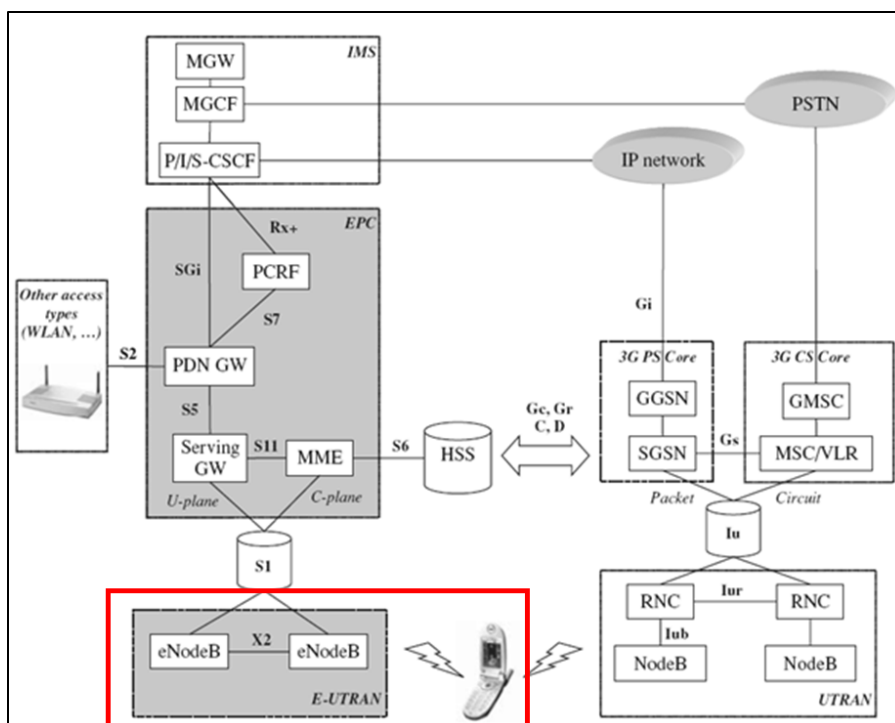 IMS
MGW
MGCF
P/I/S-CSCF
PSTN
IP network
EPC
Rx+
SGi
PCRF
S7
Gi
Other access
types
(WLAN, …)
S2
PDN GW
S5
Serving
GW
S11
MME
S6
HSS
Gc, Gr
C, D
3G PS Core
GGSN
SGSN
Gs
3G CS Core
GMSC
MSC/VLR
U-plane
C-plane
Packet
Circuit
S1
Iu
eNodeB
X2
eNodeB
E-UTRAN
RNC
Iur
RNC
Iub
NodeB
NodeB
UTRAN